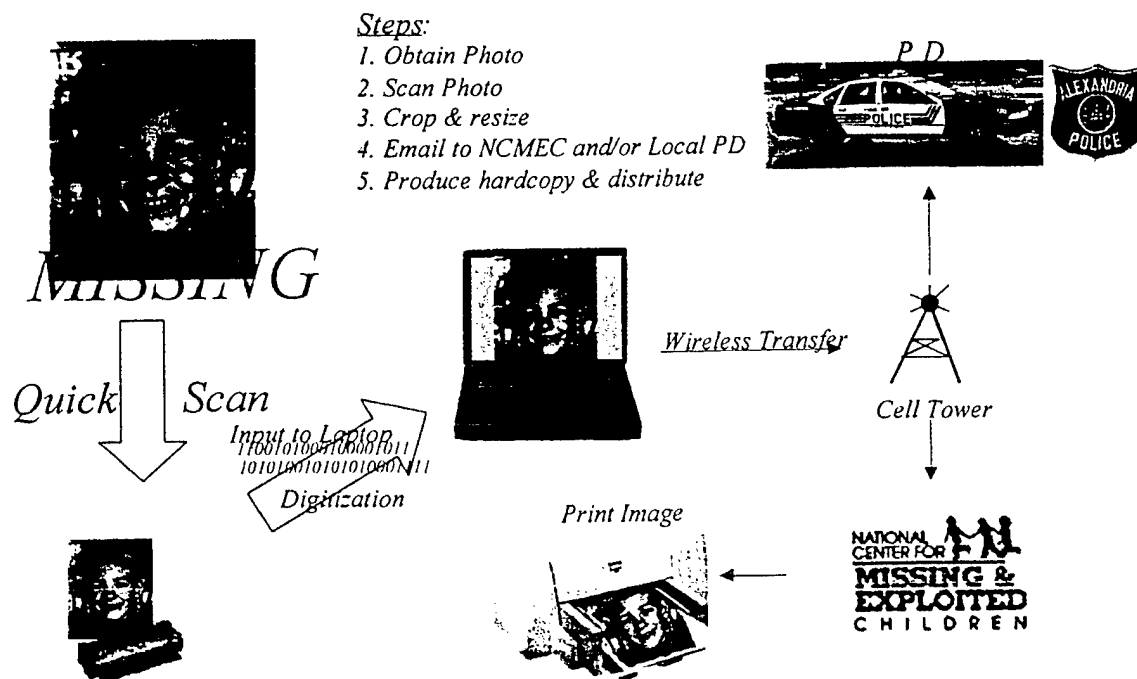 Steps:
1. Obtain Photo
2. Scan Photo
3. Crop & resize
4. Email to NCMEC and/or Local PD
5. Produce hardcopy & distribute
P D
POLICE
ALEXANDRIA
POLICE
MISSING
Quick Scan
Input to Laptop
Digitization
Wireless Transfer
Cell Tower
Print Image
NATIONAL
CENTER FOR
MISSING &
EXPLOITED
CHILDREN